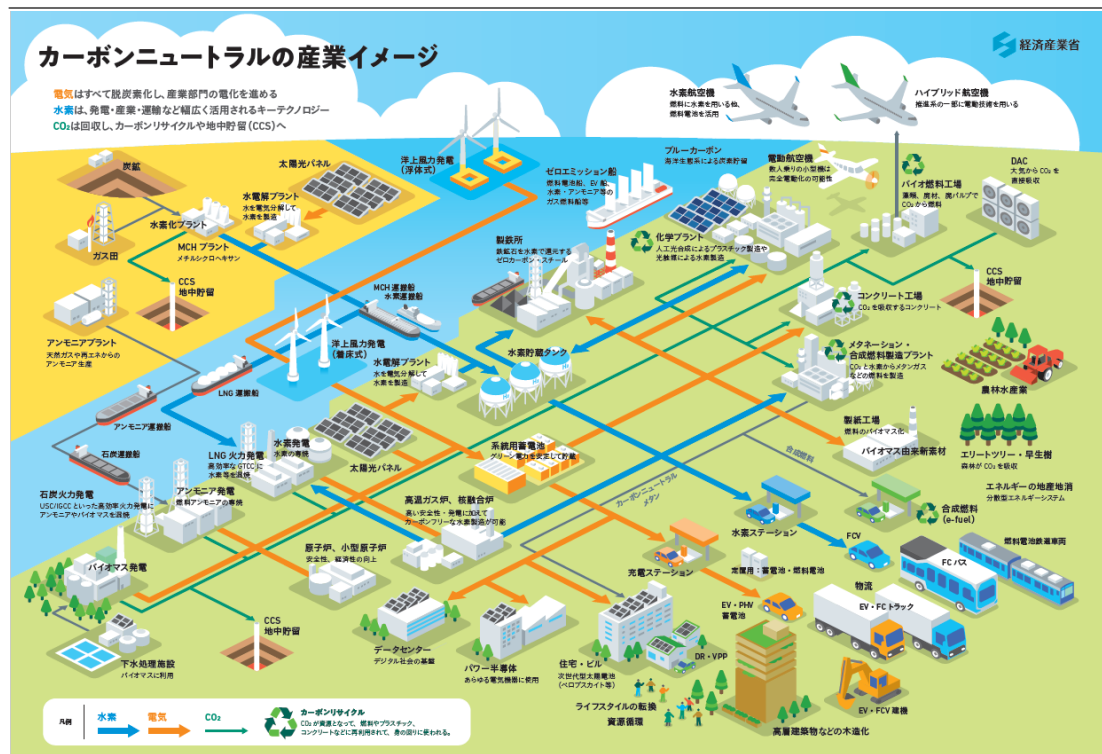 カーボンニュートラルの産業イメージ
経済産業省
電気はすべて脱炭素化し、産業部門の電化を進める
水素は、発電・産業・運輸など幅広く活用されるキーテクノロジー
CO₂は回収し、カーボンリサイクルや地中貯留(CCS)へ
水素航空機
燃料に水素を用いる他、
燃料電池を活用
ハイブリッド航空機
推進系の一部に電動技術を用いる
炭鉱
太陽光パネル
洋上風力発電
(浮体式)
ブルーカーボン
海洋生態系による炭素貯留
電動航空機
数人乗りの小型機は
完全電動化の可能性
DAC
大気から CO₂ を
直接吸収
水電解プラント
水を電気分解して
水素を製造
ゼロエミッション船
燃料電池船、EV 船、
水素・アンモニア等の
ガス燃料船等
バイオ燃料工場
藻類、廃材、廃パルプで
CO₂から燃料
水素化プラント
ガス田
MCH プラント
メチルシクロヘキサン
製鉄所
鉄鉱石を水素で還元する
ゼロカーボン・スチール
化学プラント
人工光合成によるプラスチック製造や
光触媒による水素製造
CCS
地中貯留
CCS
地中貯留
MCH 運搬船
水素運搬船
コンクリート工場
CO₂ を吸収するコンクリート
アンモニアプラント
天然ガスや再エネからの
アンモニア生産
洋上風力発電
(着床式)
水電解プラント
水を電気分解して
水素を製造
水素貯蔵タンク
H₂
H₂
H₂
メタネーション・
合成燃料製造プラント
CO₂ と水素からメタンガス
などの燃料を製造
農林水産業
LNG 運搬船
アンモニア運搬船
製紙工場
燃料のバイオマス化
バイオマス由来新素材
エリートツリー・早生樹
森林が CO₂ を吸収
石炭運搬船
LNG 火力発電
高効率な GTCC に
水素等を混焼
水素発電
水素の専焼
太陽光パネル
系統用蓄電池
グリーン電力を安定して貯蔵
合成燃料
カーボンニュートラル
メタン
石炭火力発電
USC/IGCC といった高効率火力発電に
アンモニアやバイオマスを混焼
アンモニア発電
燃料アンモニアの専焼
高温ガス炉、核融合炉
高い安全性・発電に加えて
カーボンフリーな水素製造が可能
エネルギーの地産地消
分散型エネルギーシステム
合成燃料
(e-fuel)
水素ステーション
FCV
燃料電池鉄道車両
FC バス
バイオマス発電
原子炉、小型原子炉
安全性、経済性の向上
充電ステーション
定置用:蓄電池・燃料電池
物流
EV・FC トラック
EV・PHV
蓄電池
下水処理施設
バイオマスに利用
CCS
地中貯留
データセンター
デジタル社会の基盤
パワー半導体
あらゆる電気機器に使用
住宅・ビル
次世代型太陽電池
(ペロブスカイト等)
DR・VPP
ライフスタイルの転換
資源循環
高層建築物などの木造化
EV・FCV 建機
凡例
水素
電気
CO₂
カーボンリサイクル
CO₂ が資源となって、燃料やプラスチック、
コンクリートなどに再利用されて、身の回りに使われる。